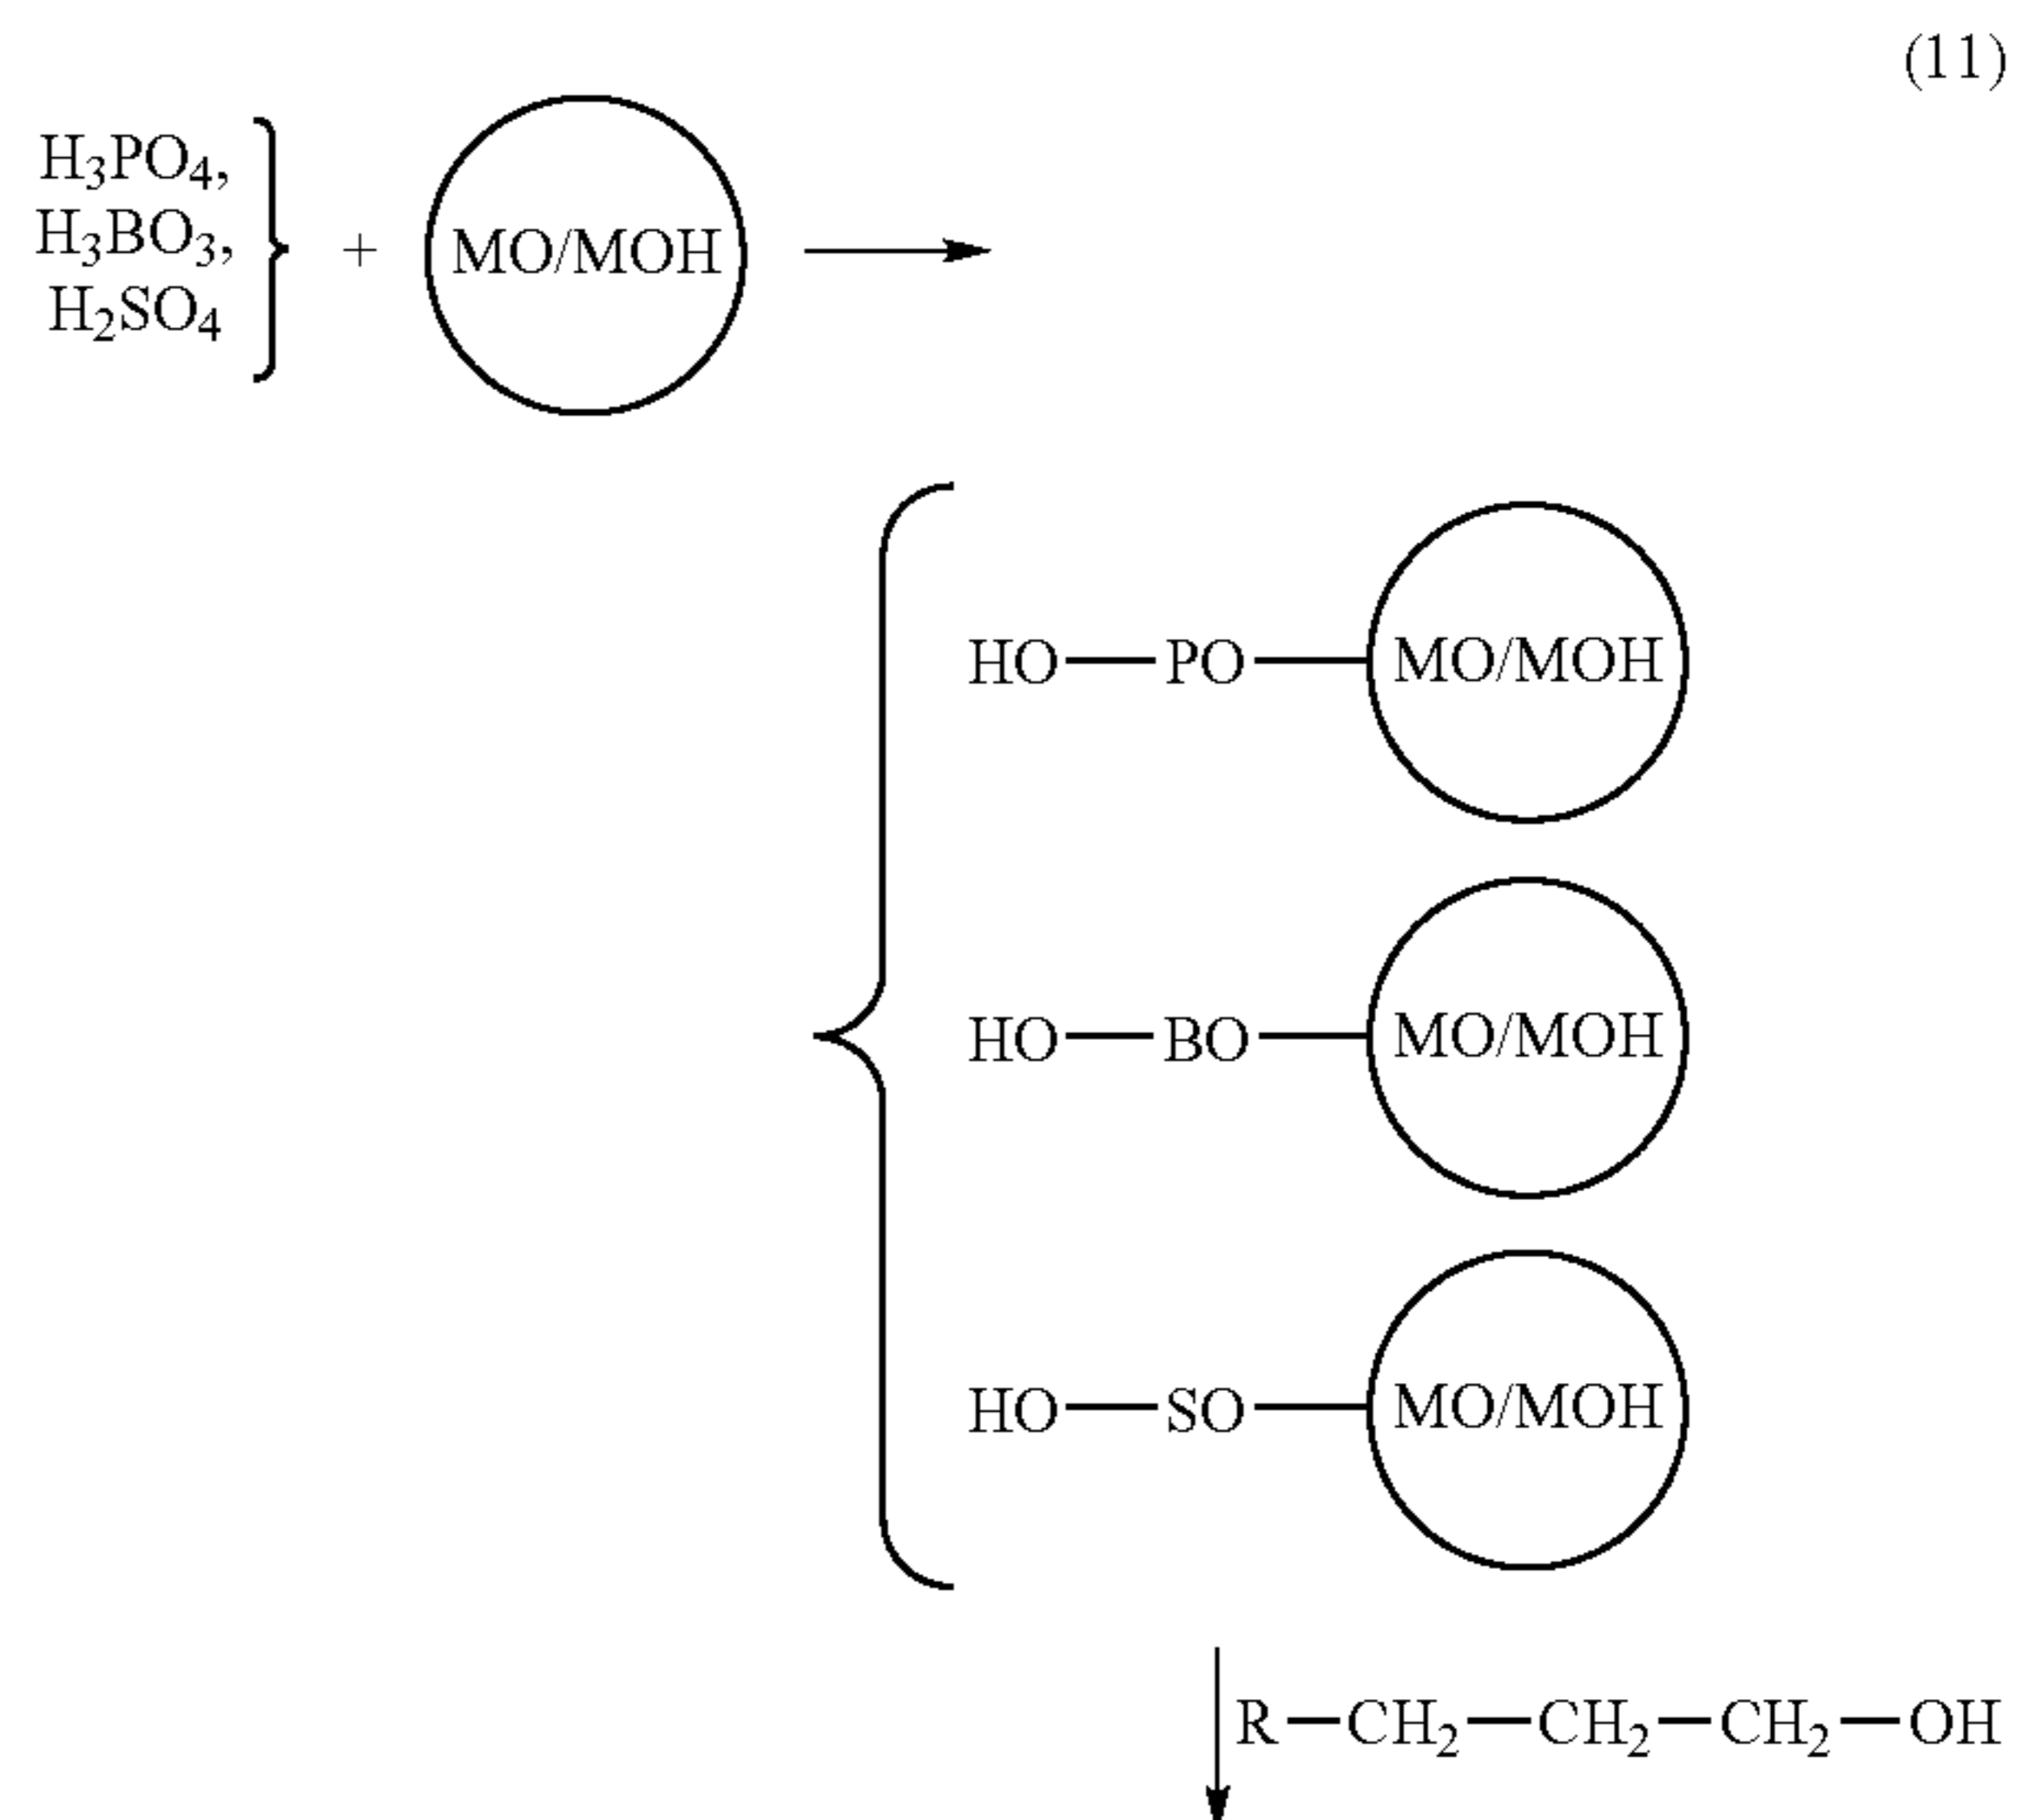 (11)
H₃PO₄,
H₃BO₃,
H₂SO₄
+
MO/MOH
HO—PO—MO/MOH
HO—BO—MO/MOH
HO—SO—MO/MOH
R—CH₂—CH₂—CH₂—OH